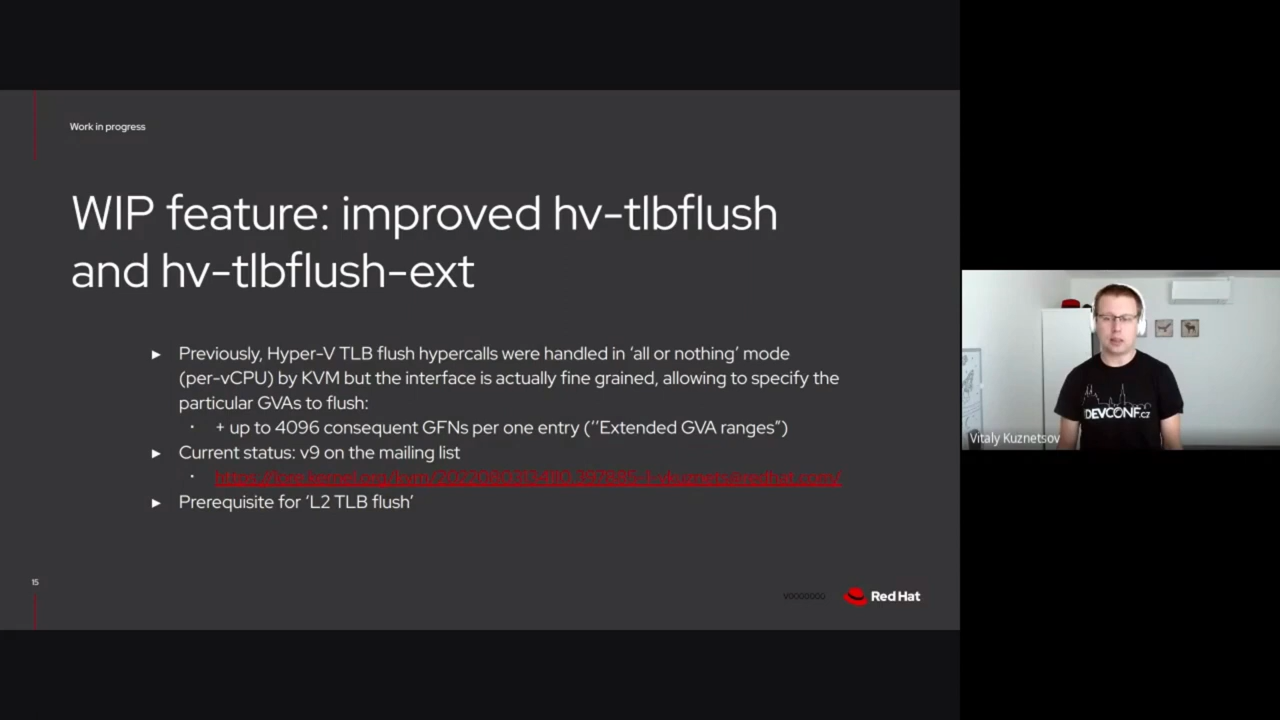 Work in progress
WIP feature: improved hv-tlbflush
and hv-tlbflush-ext
► Previously, Hyper-V TLB flush hypercalls were handled in ‘all or nothing’ mode
(per-vCPU) by KVM but the interface is actually fine grained, allowing to specify the
particular GVAs to flush:
· + up to 4096 consequent GFNs per one entry (‘‘Extended GVA ranges”)
► Current status: v9 on the mailing list
► Prerequisite for ‘L2 TLB flush’
15
Red Hat
DEVCONF.CZ
Vitaly Kuznetsov